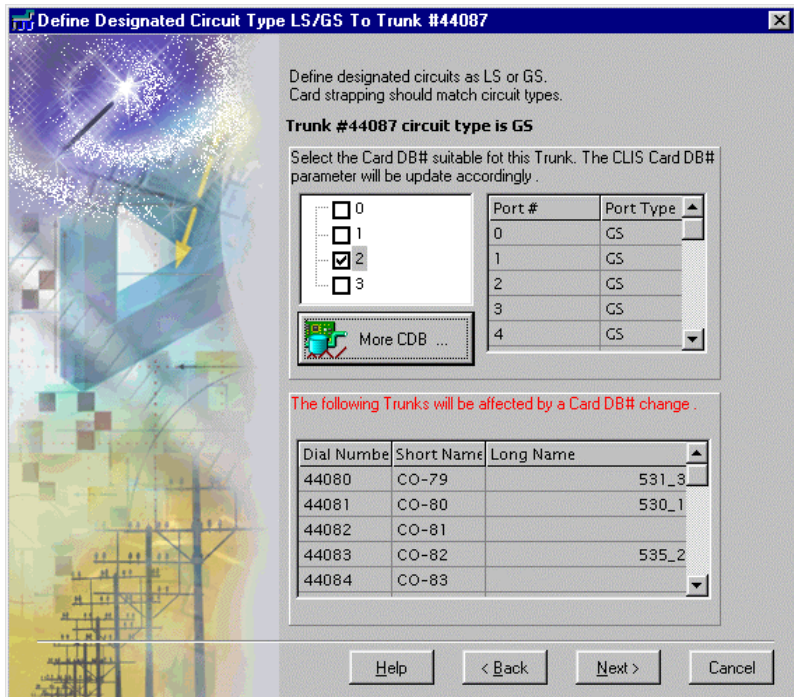 Define Designated Circuit Type LS/GS To Trunk #44087
Define designated circuits as LS or GS.
Card strapping should match circuit types.
Trunk #44087 circuit type is GS
Select the Card DB# suitable fot this Trunk. The CLIS Card DB#
parameter will be update accordingly .
0
1
2
3
More CDB ...
Port # Port Type
0 GS
1 GS
2 GS
3 GS
4 GS
The following Trunks will be affected by a Card DB# change .
Dial Numbe Short Name Long Name
44080 CO-79 531_3
44081 CO-80 530_1
44082 CO-81
44083 CO-82 535_2
44084 CO-83
Help < Back Next > Cancel